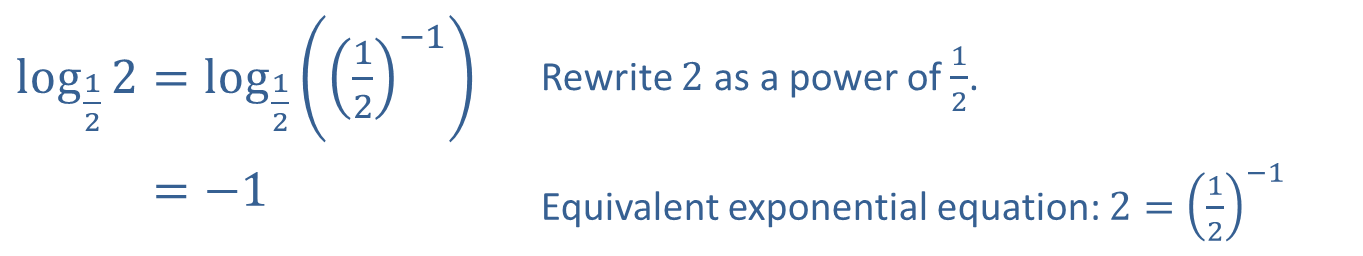 log_{1/2} 2 = log_{1/2}((1/2)^{−1}) Rewrite 2 as a power of 1/2.
= −1 Equivalent exponential equation: 2 = (1/2)^{−1}